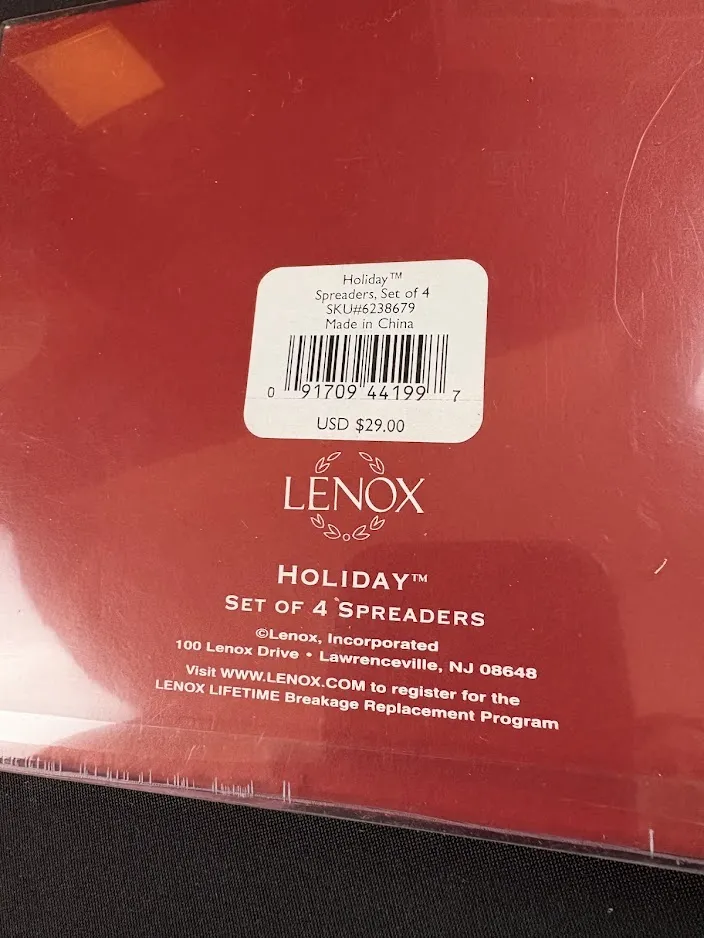 Holiday™
Spreaders, Set of 4
SKU#6238679
Made in China
0 91709 44199 7
USD $29.00
LENOX
HOLIDAY™
SET OF 4 SPREADERS
©Lenox, Incorporated
100 Lenox Drive • Lawrenceville, NJ 08648
Visit WWW.LENOX.COM to register for the
LENOX LIFETIME Breakage Replacement Program